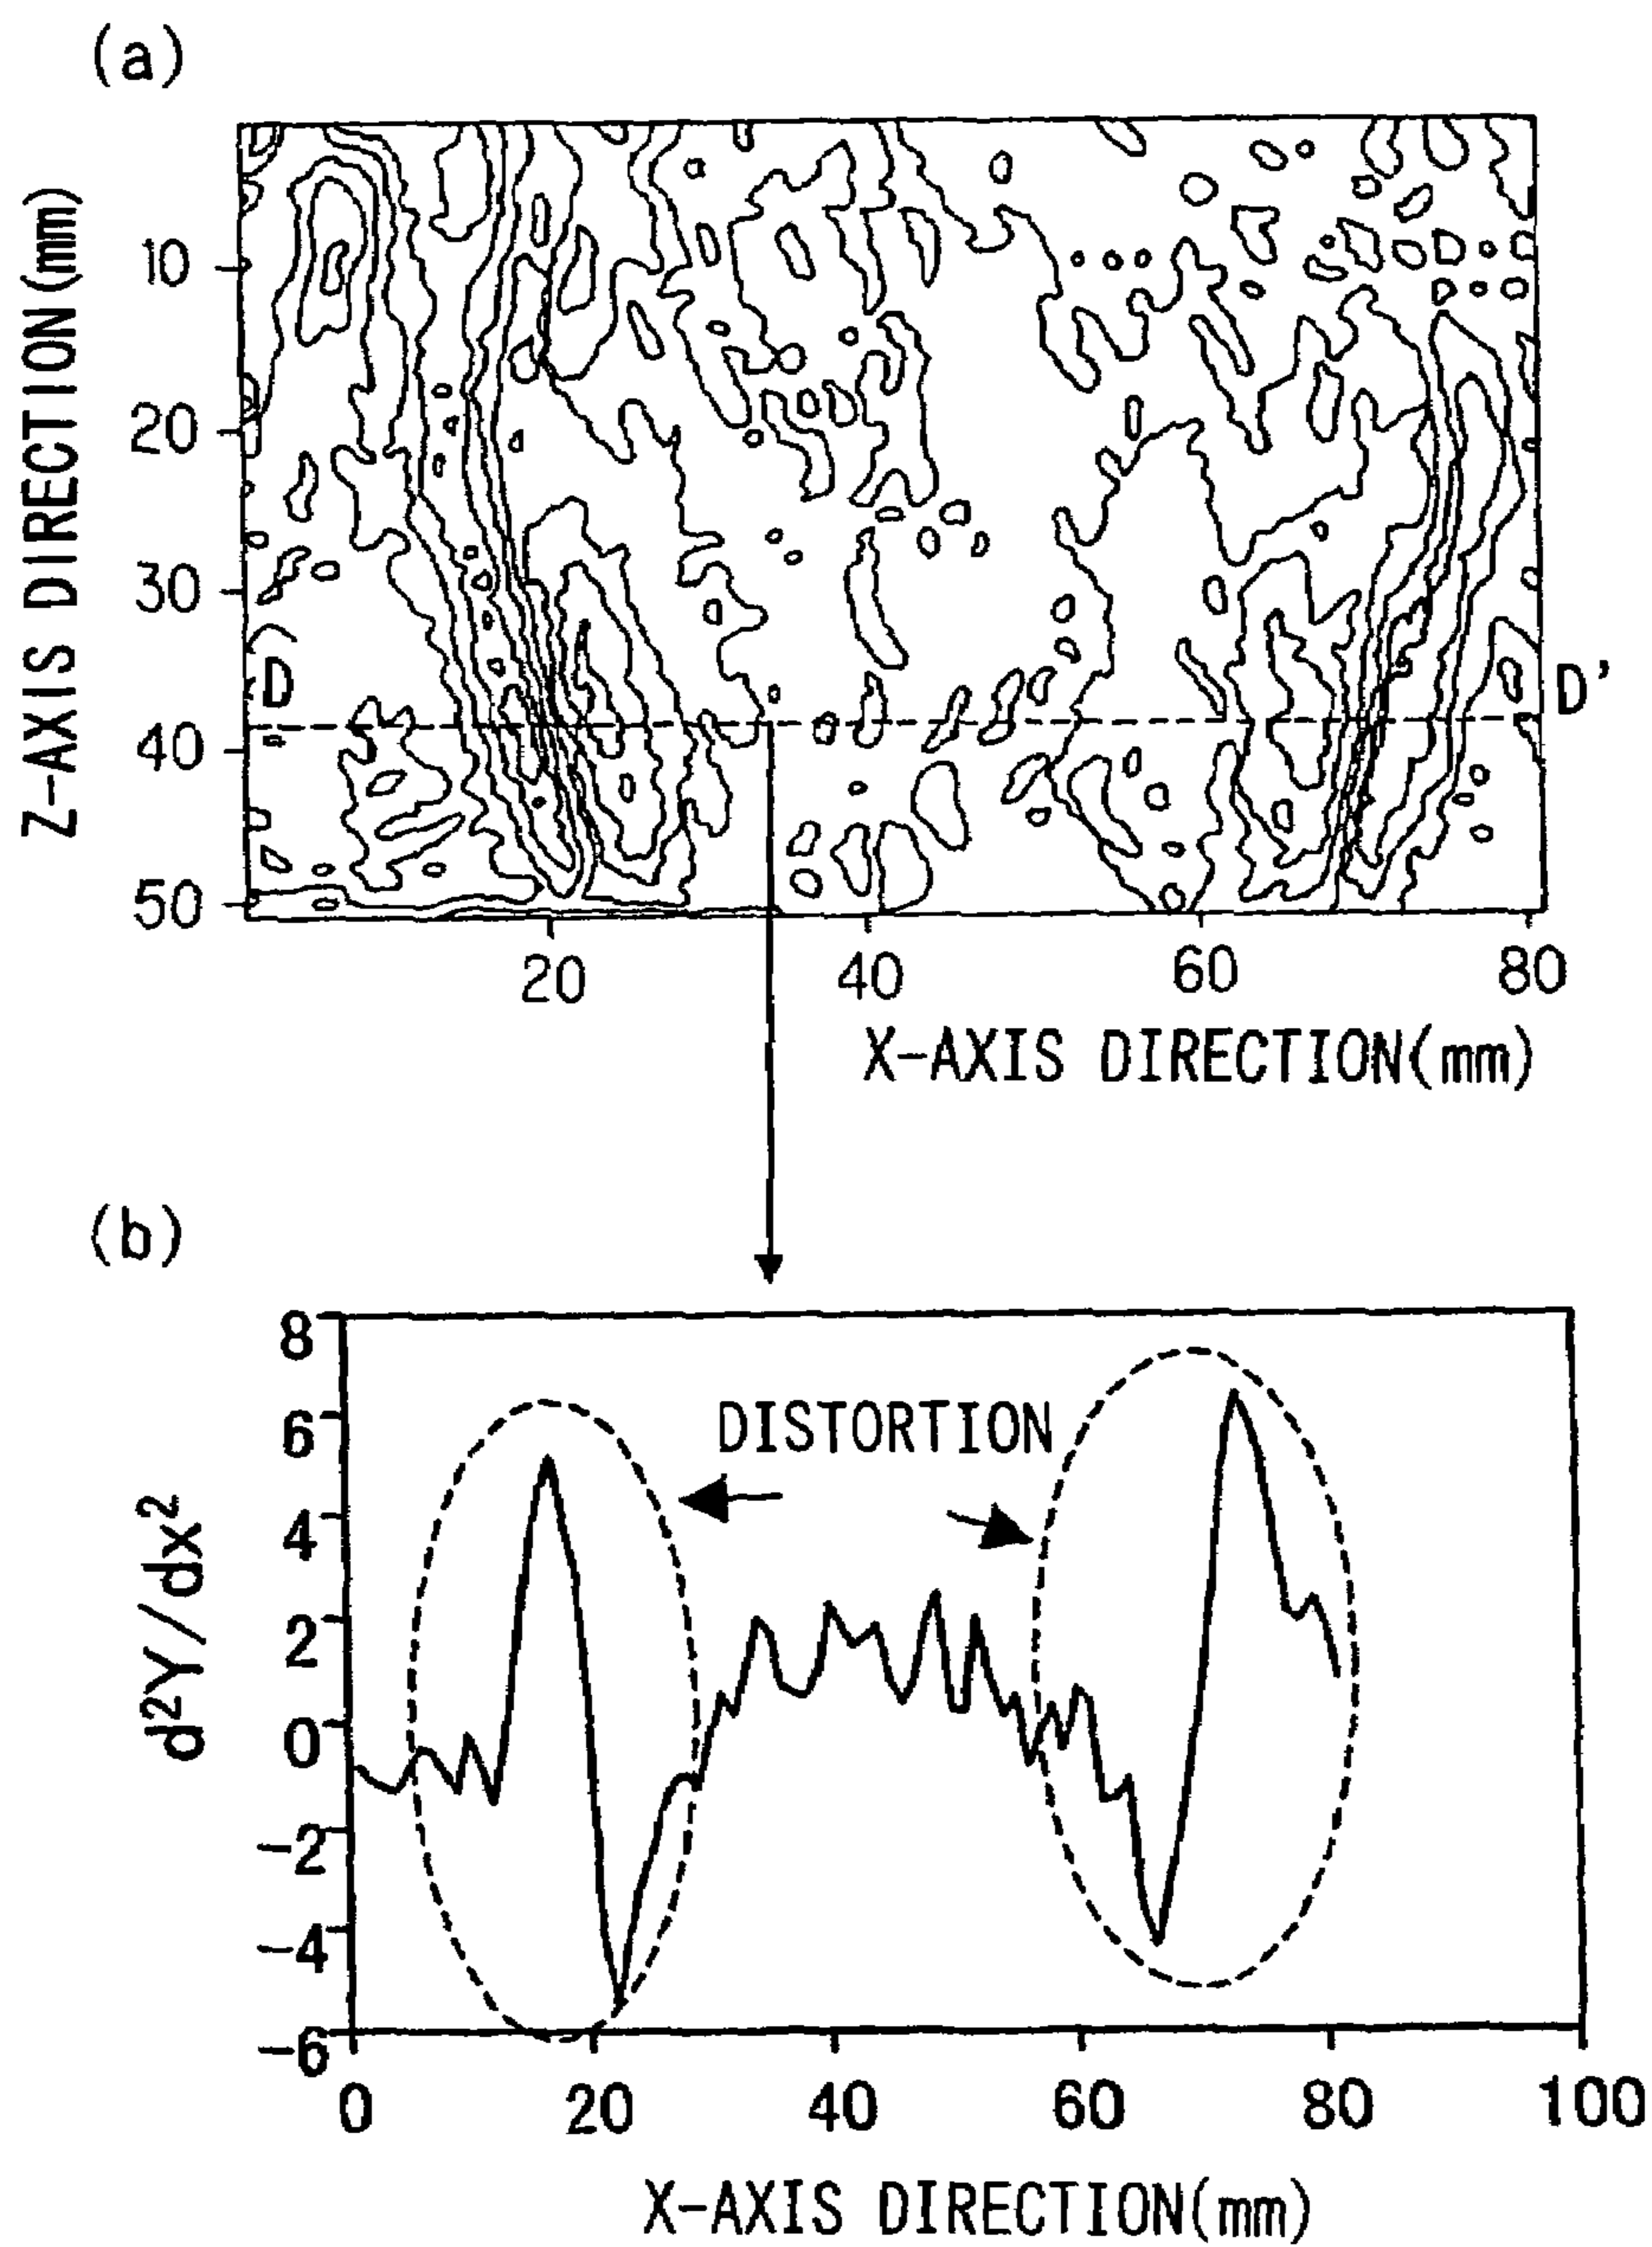 (a)
Z-AXIS DIRECTION(mm)
10
20
30
40
50
D
D'
20
40
60
80
X-AXIS DIRECTION(mm)
(b)
d²Y/dx²
8
6
4
2
0
-2
-4
-6
DISTORTION
0
20
40
60
80
100
X-AXIS DIRECTION(mm)